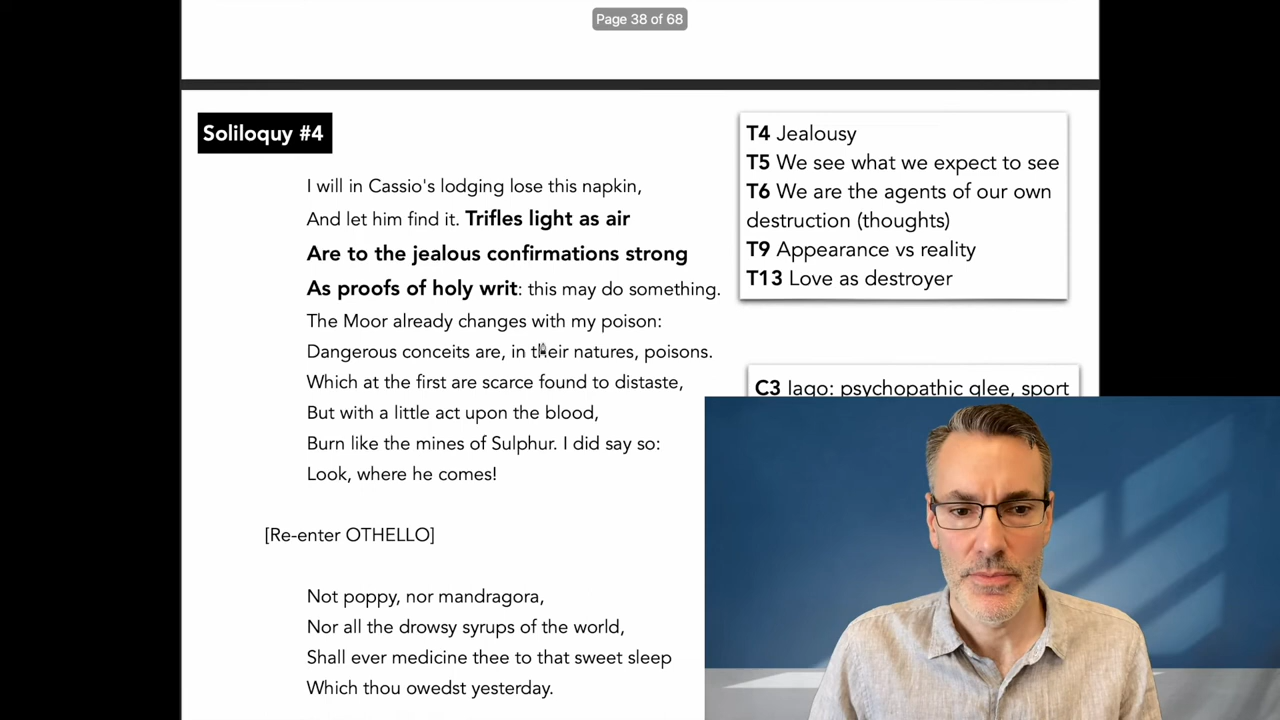 Page 38 of 68
Soliloquy #4
I will in Cassio's lodging lose this napkin,
And let him find it. Trifles light as air
Are to the jealous confirmations strong
As proofs of holy writ: this may do something.
The Moor already changes with my poison:
Dangerous conceits are, in their natures, poisons.
Which at the first are scarce found to distaste,
But with a little act upon the blood,
Burn like the mines of Sulphur. I did say so:
Look, where he comes!
[Re-enter OTHELLO]
Not poppy, nor mandragora,
Nor all the drowsy syrups of the world,
Shall ever medicine thee to that sweet sleep
Which thou owedst yesterday.
T4 Jealousy
T5 We see what we expect to see
T6 We are the agents of our own
destruction (thoughts)
T9 Appearance vs reality
T13 Love as destroyer
C3 Iago: psychopathic glee, sport